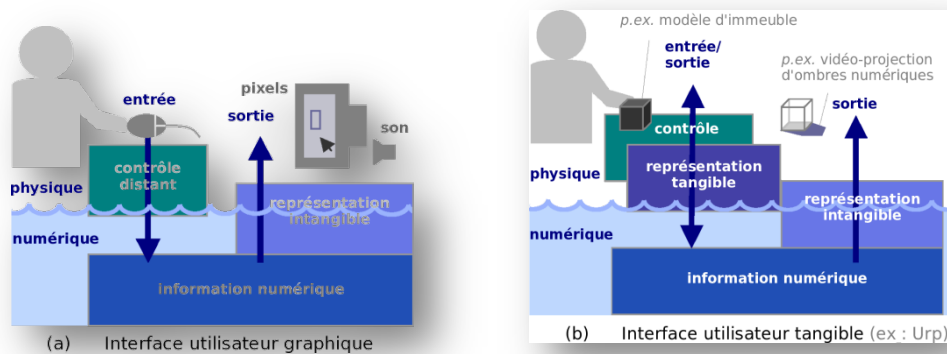 entrée
pixels
sortie
son
contrôle
distant
physique
représentation
intangible
numérique
information numérique
(a) Interface utilisateur graphique
p.ex. modèle d'immeuble
entrée/
sortie
p.ex. vidéo-projection
d'ombres numériques
sortie
contrôle
représentation
tangible
physique
représentation
intangible
numérique
information numérique
(b) Interface utilisateur tangible (ex : Urp)